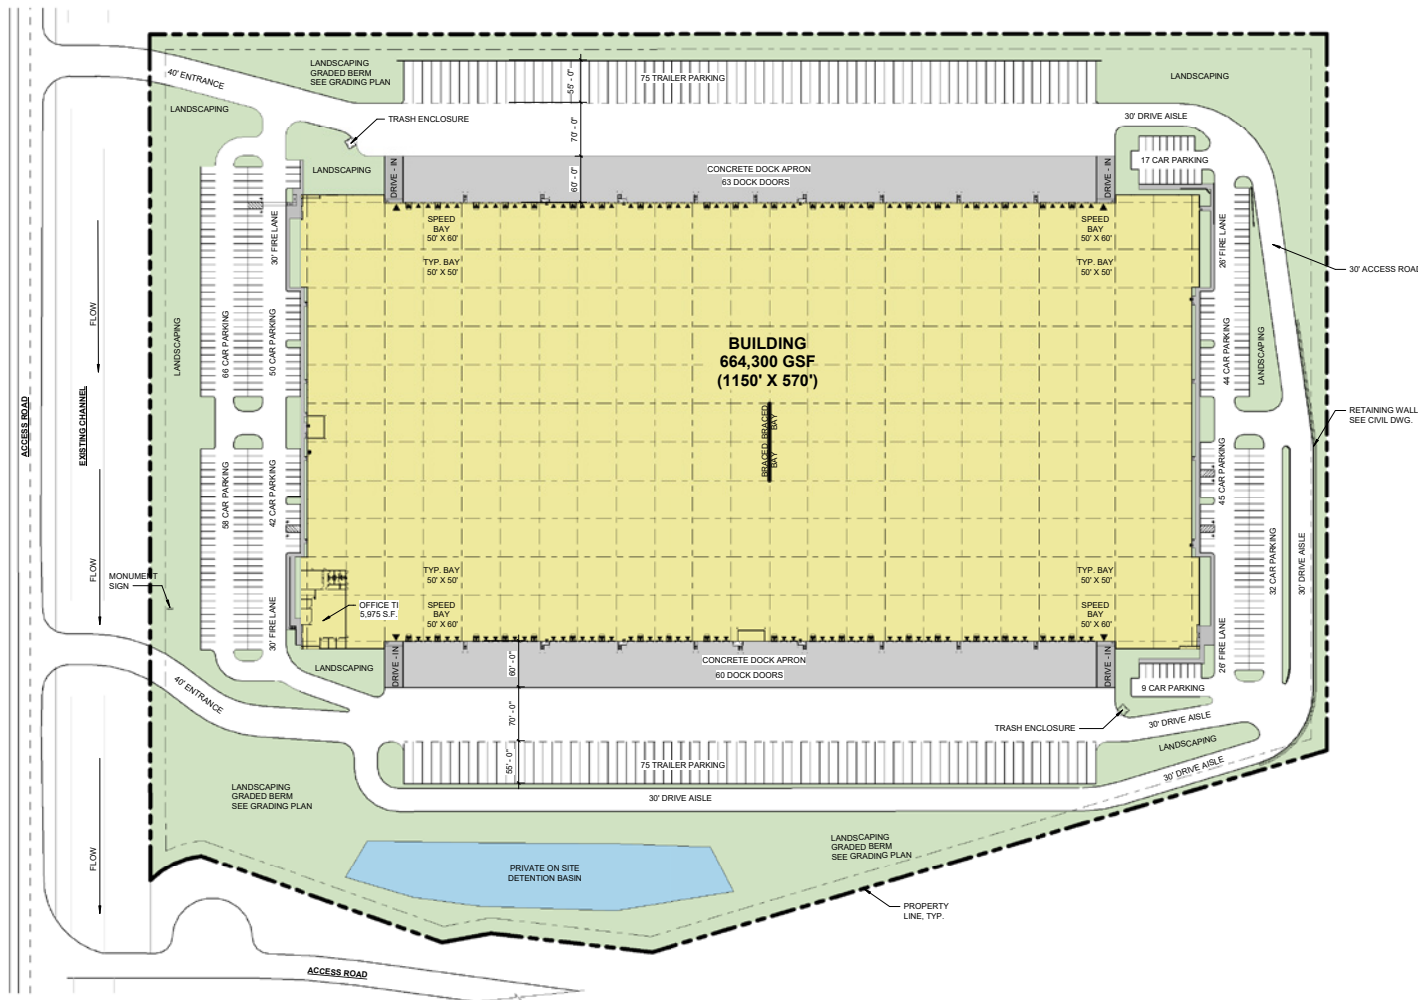 40' ENTRANCE
LANDSCAPING
GRADED BERM
SEE GRADING PLAN
55' - 0"
75 TRAILER PARKING
LANDSCAPING
LANDSCAPING
TRASH ENCLOSURE
70' - 0"
30' DRIVE AISLE
LANDSCAPING
DRIVE - IN
60' - 0"
CONCRETE DOCK APRON
63 DOCK DOORS
DRIVE - IN
17 CAR PARKING
30' FIRE LANE
SPEED
BAY
50' X 60'
TYP. BAY
50' X 50'
SPEED
BAY
50' X 60'
TYP. BAY
50' X 50'
26' FIRE LANE
30' ACCESS ROAD
FLOW
LANDSCAPING
66 CAR PARKING
50 CAR PARKING
BUILDING
664,300 GSF
(1150' X 570')
44 CAR PARKING
LANDSCAPING
ACCESS ROAD
EXISTING CHANNEL
BRACED BAY
BRACED BAY
RETAINING WALL
SEE CIVIL DWG.
58 CAR PARKING
42 CAR PARKING
45 CAR PARKING
32 CAR PARKING
30' DRIVE AISLE
FLOW
MONUMENT
SIGN
30' FIRE LANE
OFFICE TI
5,975 S.F.
TYP. BAY
50' X 50'
SPEED
BAY
50' X 60'
TYP. BAY
50' X 50'
SPEED
BAY
50' X 60'
26' FIRE LANE
LANDSCAPING
DRIVE - IN
60' - 0"
CONCRETE DOCK APRON
60 DOCK DOORS
DRIVE - IN
9 CAR PARKING
40' ENTRANCE
70' - 0"
TRASH ENCLOSURE
30' DRIVE AISLE
LANDSCAPING
55' - 0"
75 TRAILER PARKING
30' DRIVE AISLE
LANDSCAPING
GRADED BERM
SEE GRADING PLAN
30' DRIVE AISLE
FLOW
LANDSCAPING
GRADED BERM
SEE GRADING PLAN
PRIVATE ON SITE
DETENTION BASIN
PROPERTY
LINE, TYP.
ACCESS ROAD